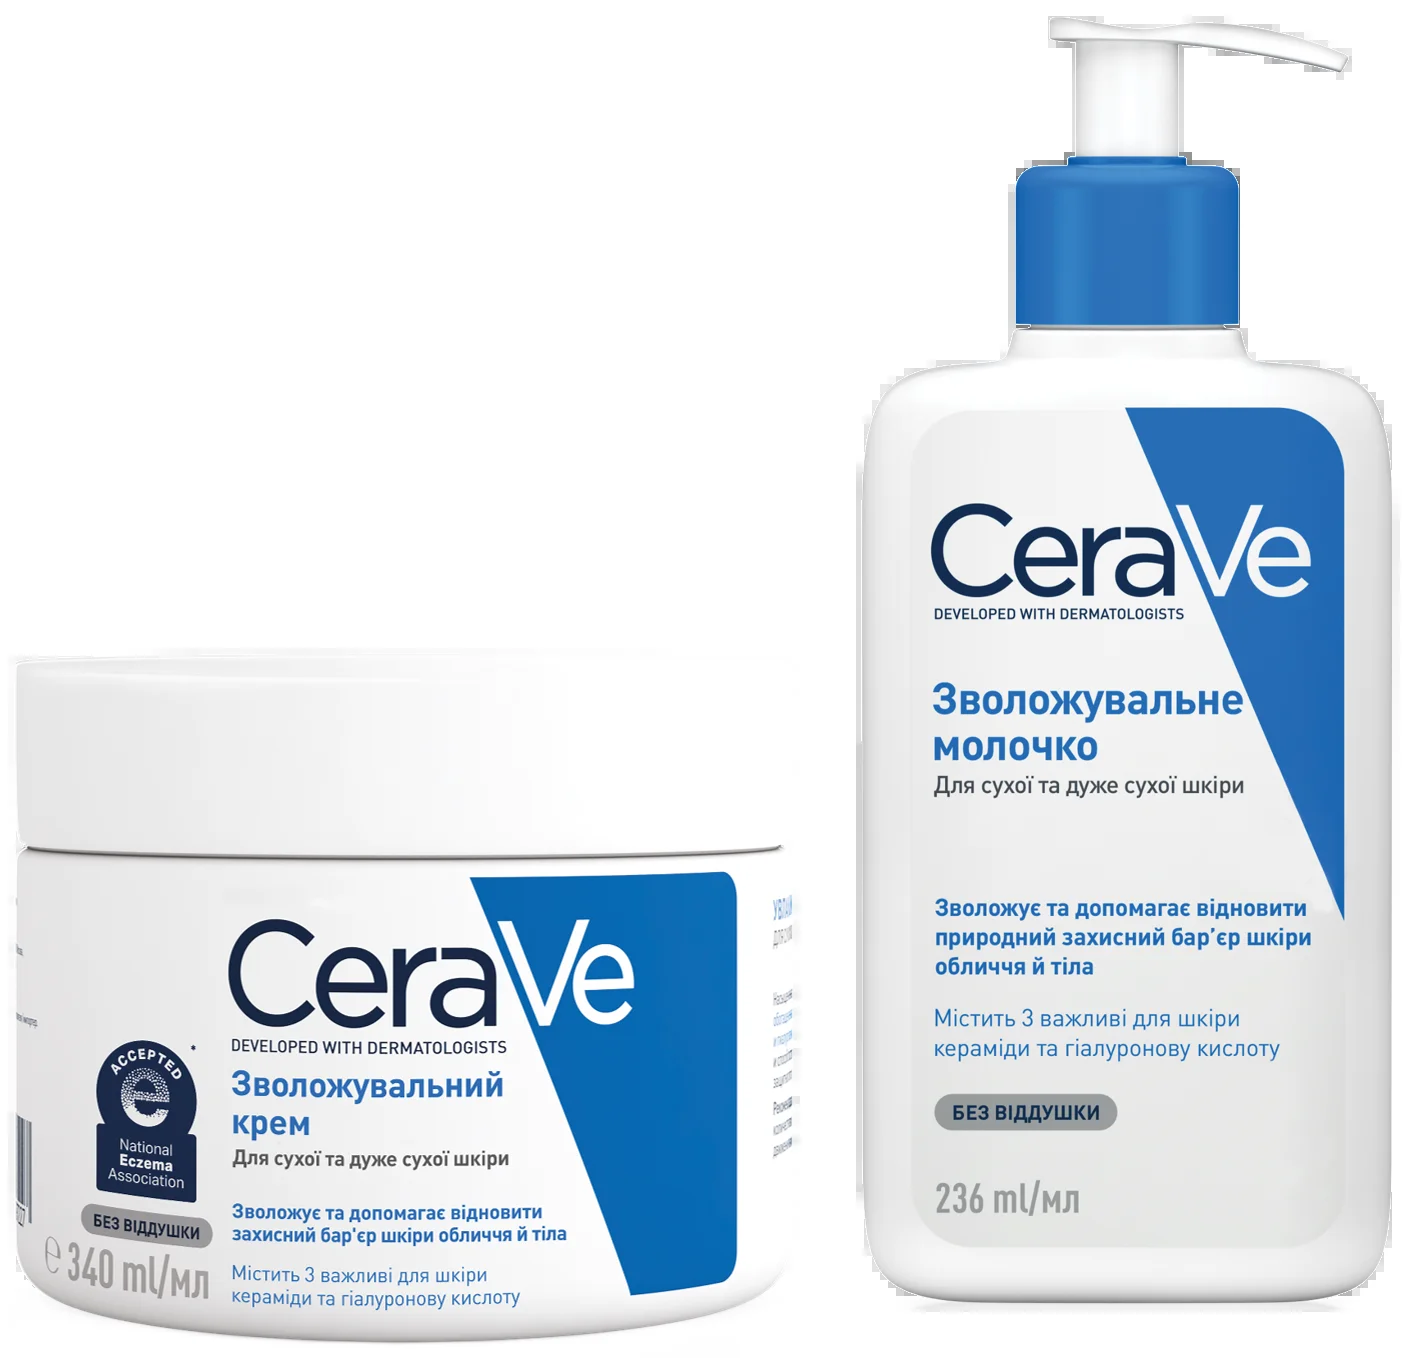 CeraVe
DEVELOPED WITH DERMATOLOGISTS
Зволожувальний
крем
Для сухої та дуже сухої шкіри
Зволожує та допомагає відновити
захисний бар'єр шкіри обличчя й тіла
Містить 3 важливі для шкіри
кераміди та гіалуронову кислоту
ACCEPTED *
e
National
Eczema
Association
БЕЗ ВІДДУШКИ
℮ 340 ml/мл
CeraVe
DEVELOPED WITH DERMATOLOGISTS
Зволожувальне
молочко
Для сухої та дуже сухої шкіри
Зволожує та допомагає відновити
природний захисний бар’єр шкіри
обличчя й тіла
Містить 3 важливі для шкіри
кераміди та гіалуронову кислоту
БЕЗ ВІДДУШКИ
236 ml/мл